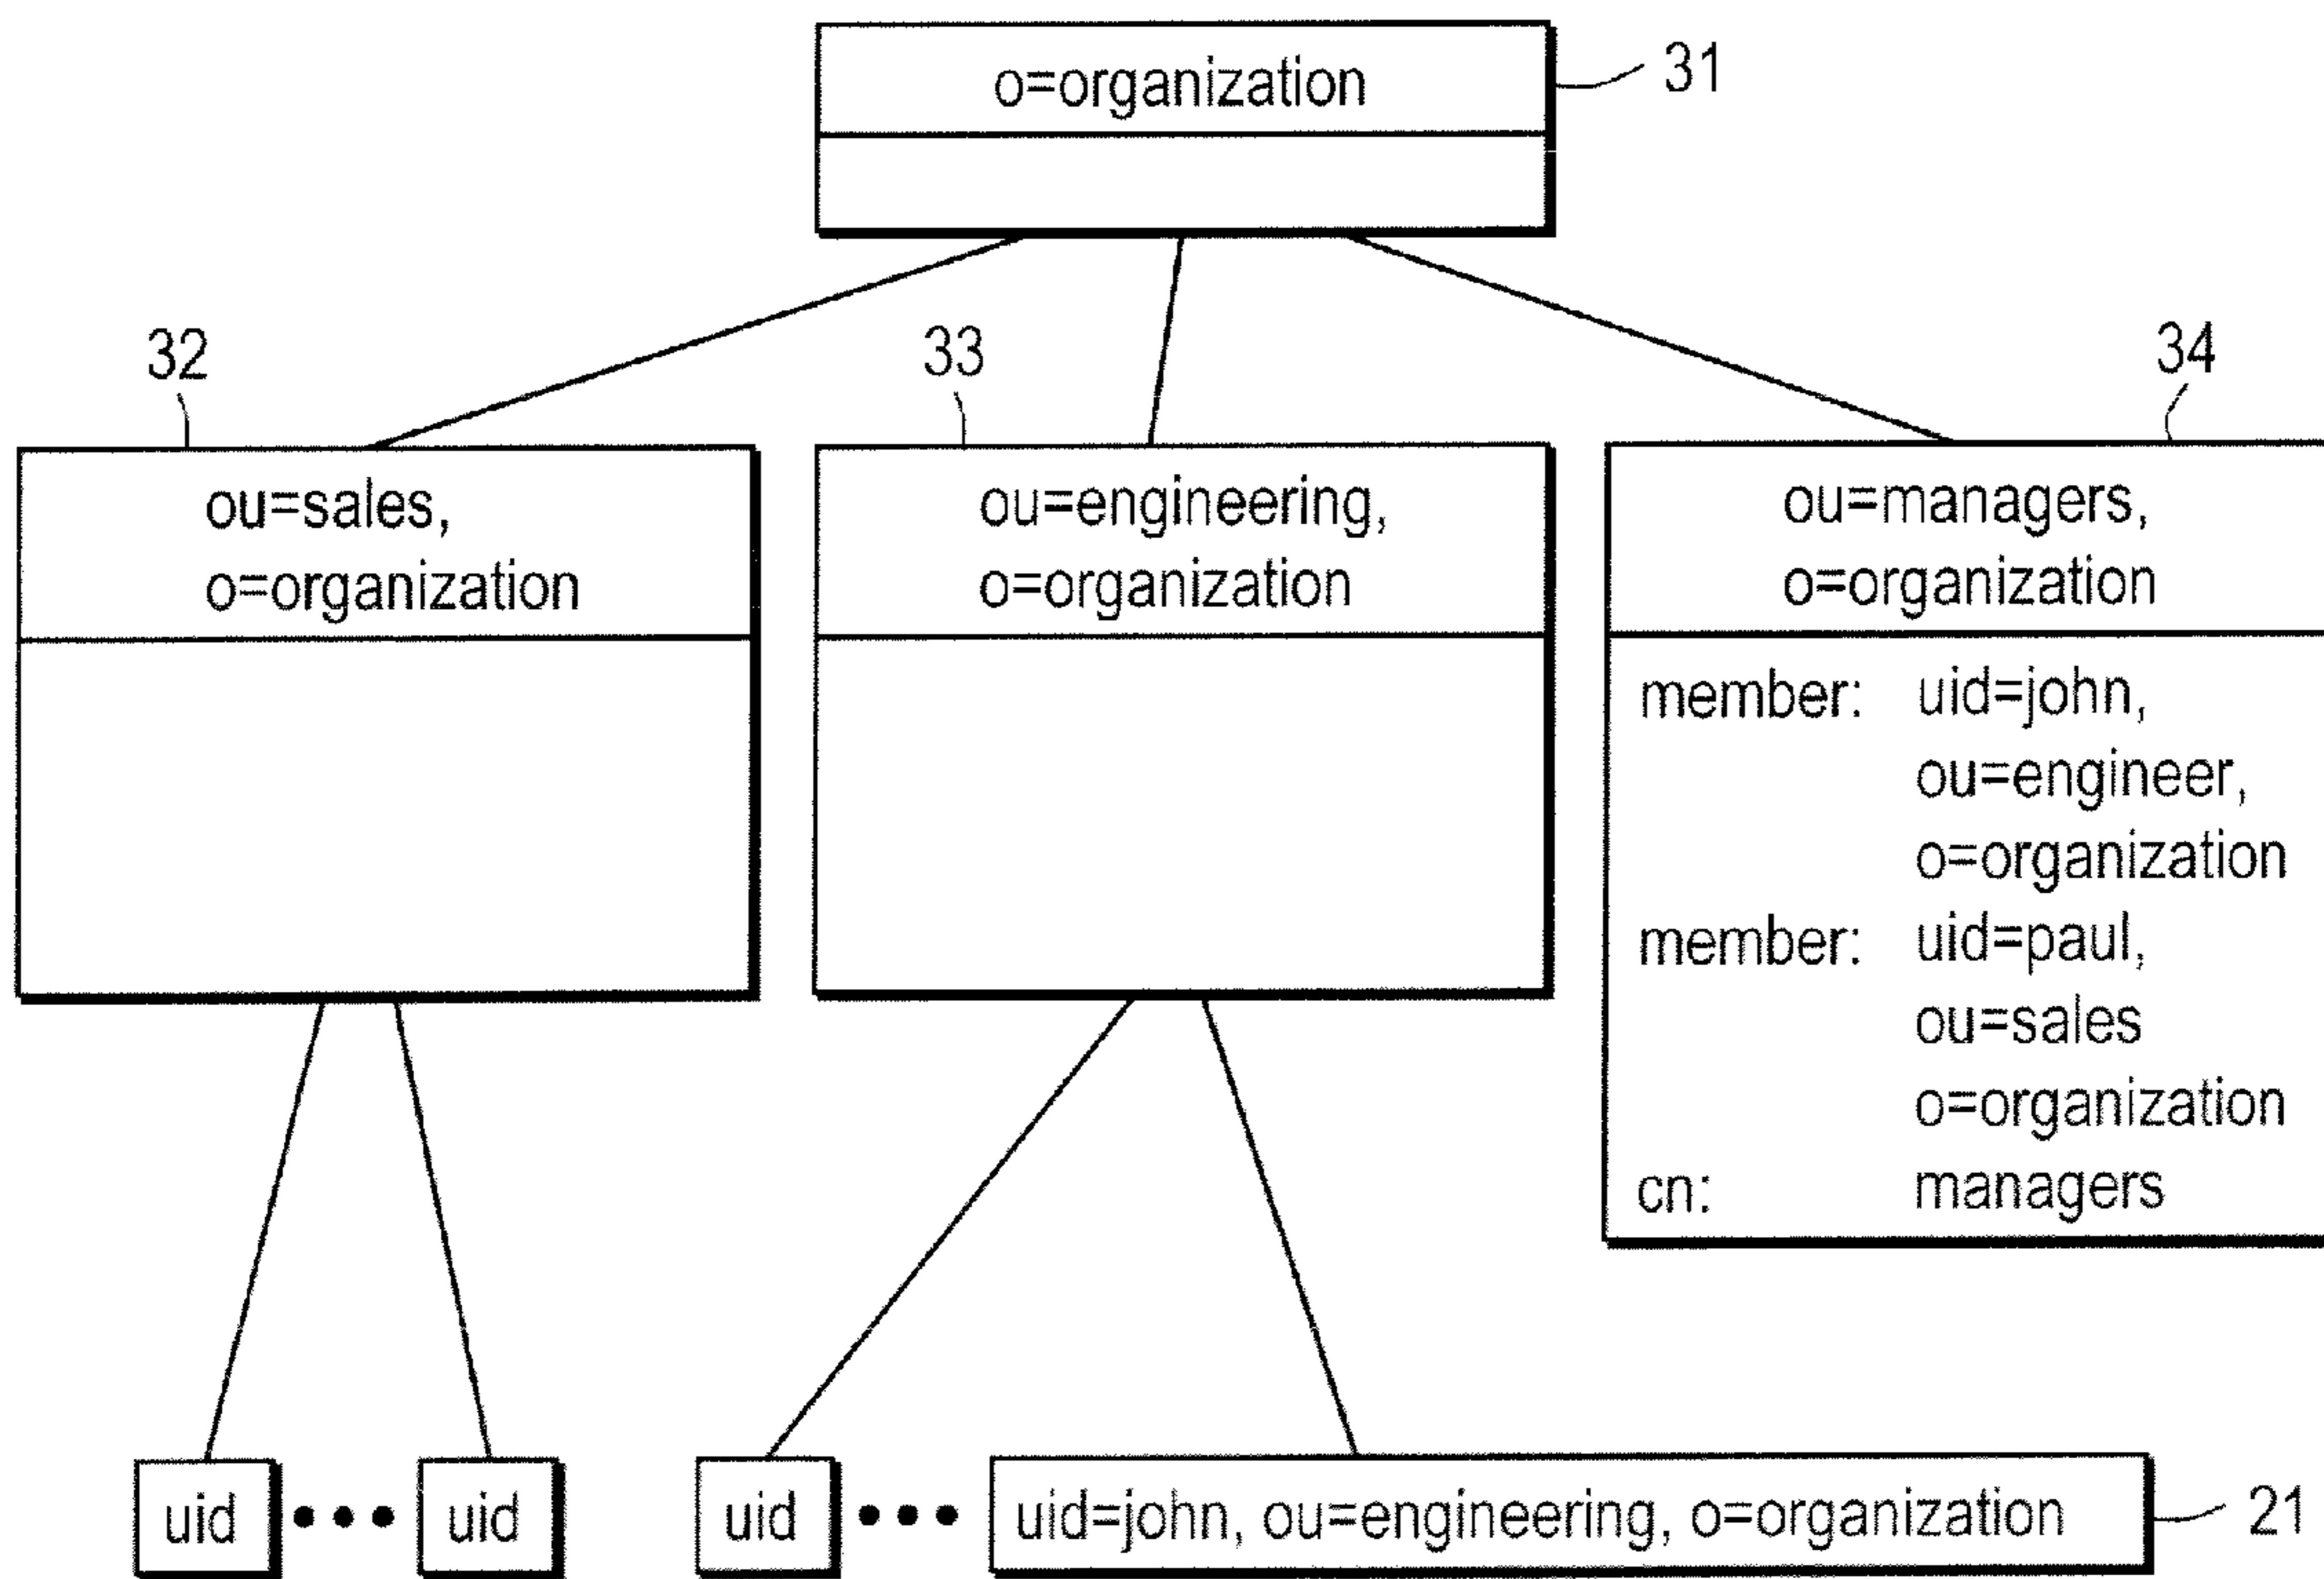 o=organization
31
32
33
34
ou=sales,
o=organization
ou=engineering,
o=organization
ou=managers,
o=organization
member: uid=john,
ou=engineer,
o=organization
member: uid=paul,
ou=sales
o=organization
cn: managers
uid ••• uid
uid ••• uid=john, ou=engineering, o=organization
21